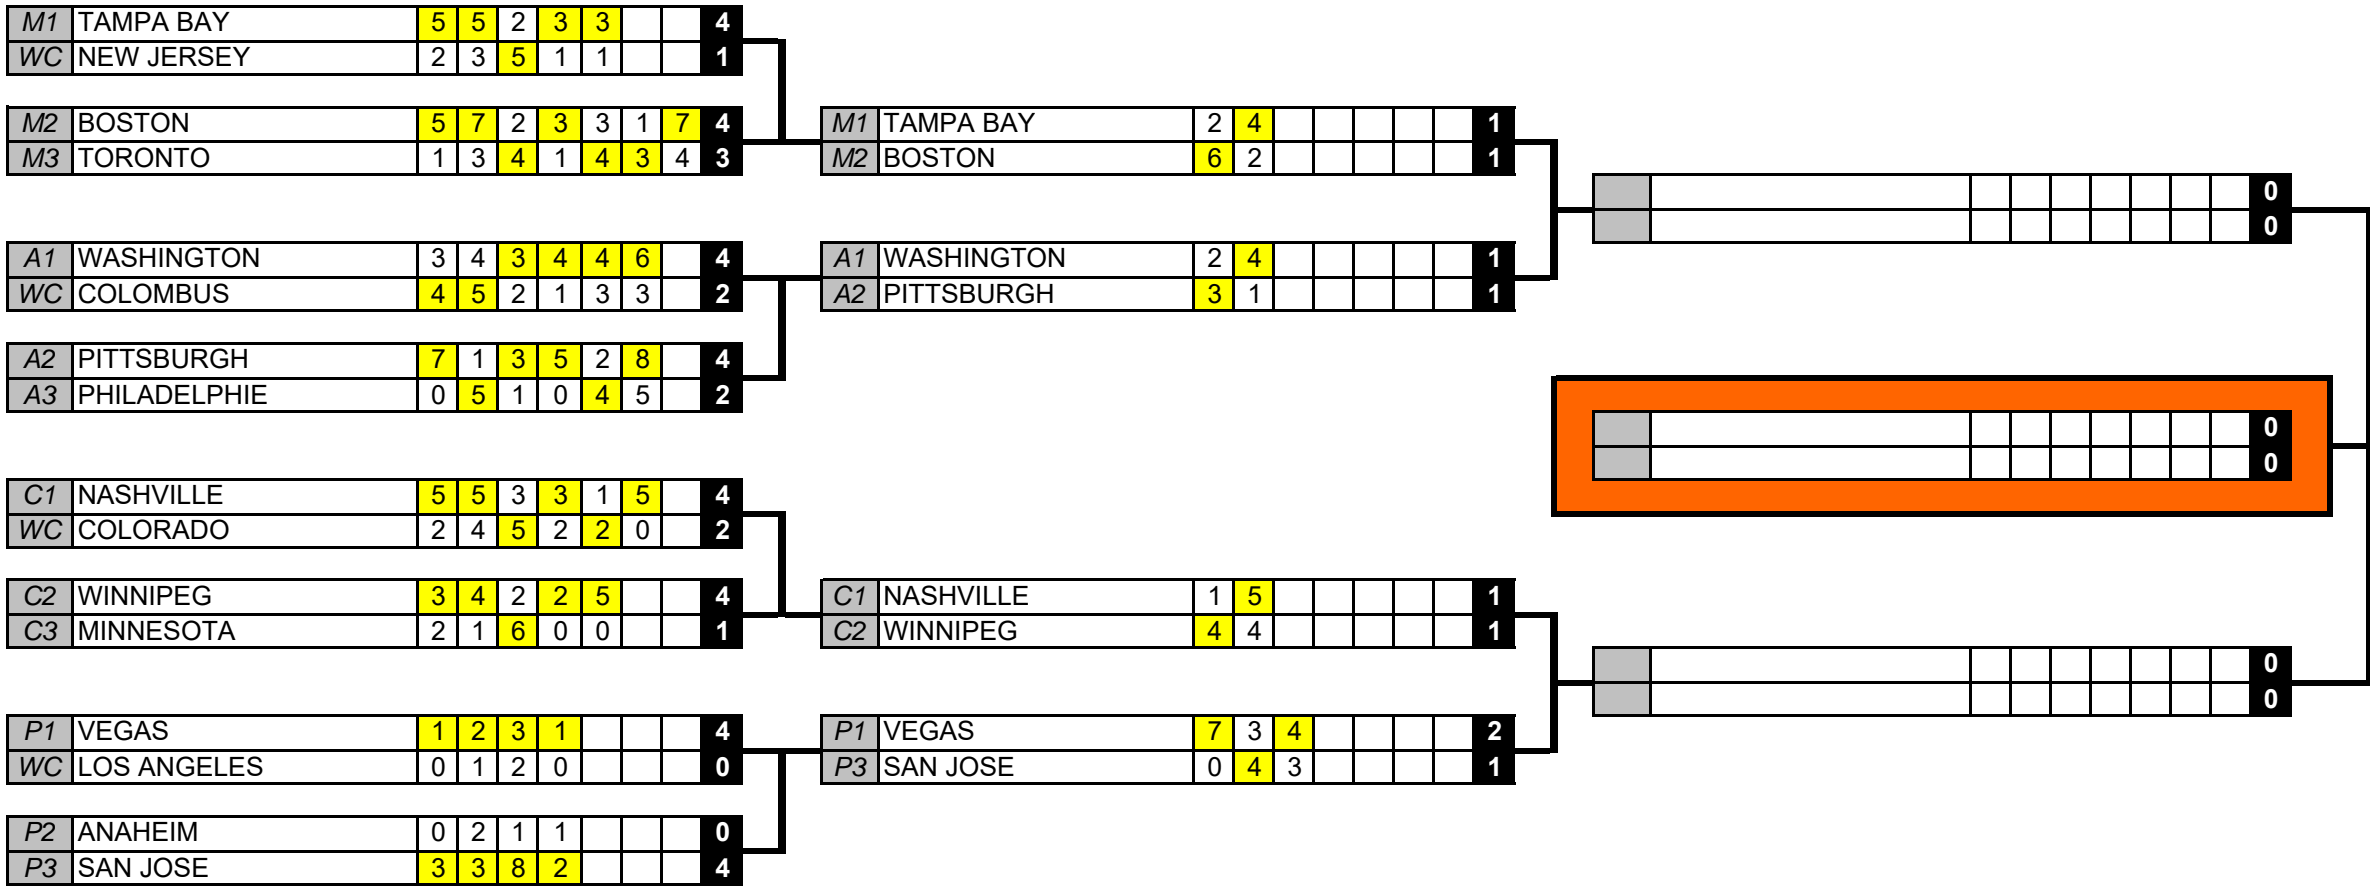 M1 TAMPA BAY 5 5 2 3 3 4
WC NEW JERSEY 2 3 5 1 1 1
M2 BOSTON 5 7 2 3 3 1 7 4
M3 TORONTO 1 3 4 1 4 3 4 3
A1 WASHINGTON 3 4 3 4 4 6 4
WC COLOMBUS 4 5 2 1 3 3 2
A2 PITTSBURGH 7 1 3 5 2 8 4
A3 PHILADELPHIE 0 5 1 0 4 5 2
C1 NASHVILLE 5 5 3 3 1 5 4
WC COLORADO 2 4 5 2 2 0 2
C2 WINNIPEG 3 4 2 2 5 4
C3 MINNESOTA 2 1 6 0 0 1
P1 VEGAS 1 2 3 1 4
WC LOS ANGELES 0 1 2 0 0
P2 ANAHEIM 0 2 1 1 0
P3 SAN JOSE 3 3 8 2 4
M1 TAMPA BAY 2 4 1
M2 BOSTON 6 2 1
A1 WASHINGTON 2 4 1
A2 PITTSBURGH 3 1 1
C1 NASHVILLE 1 5 1
C2 WINNIPEG 4 4 1
P1 VEGAS 7 3 4 2
P3 SAN JOSE 0 4 3 1
0
0
0
0
0
0